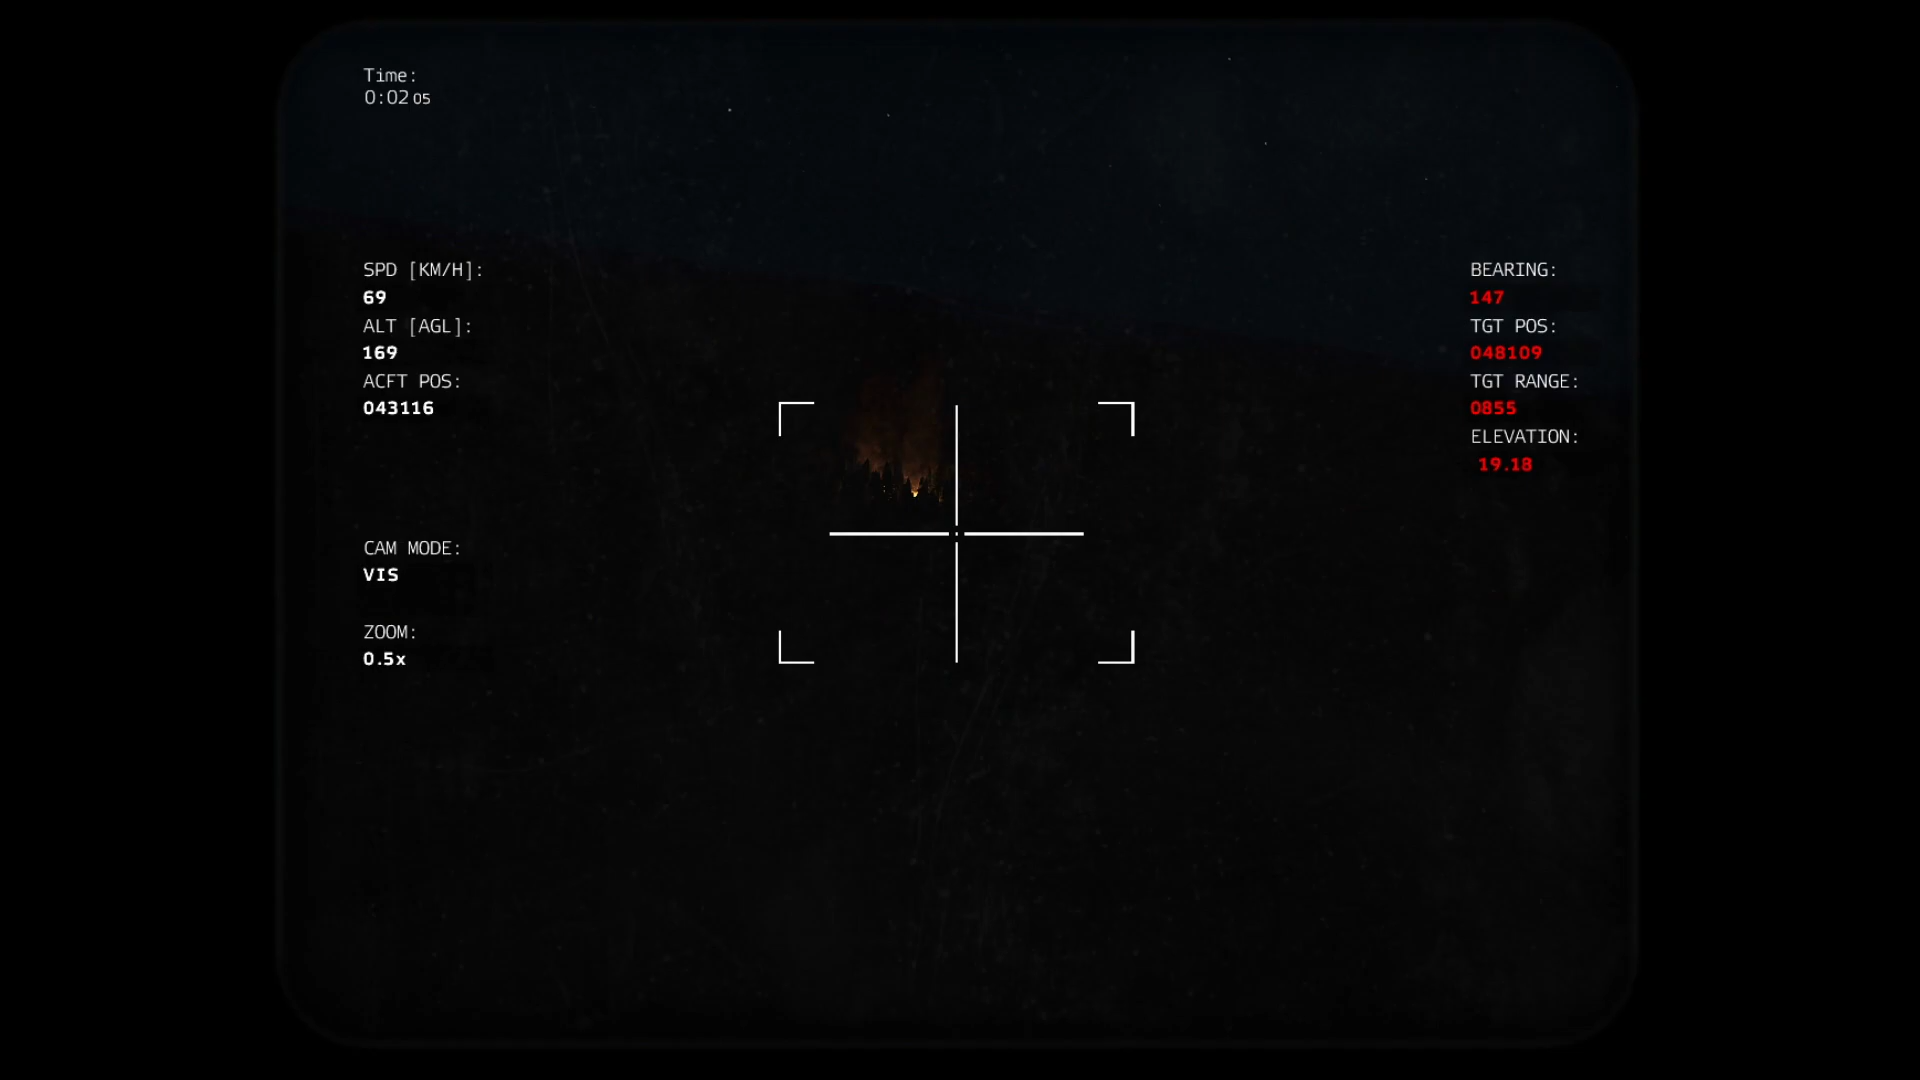 Time:
0:02 05
SPD [KM/H]:
69
ALT [AGL]:
169
ACFT POS:
043116
CAM MODE:
VIS
ZOOM:
0.5x
BEARING:
147
TGT POS:
048109
TGT RANGE:
0855
ELEVATION:
19.18